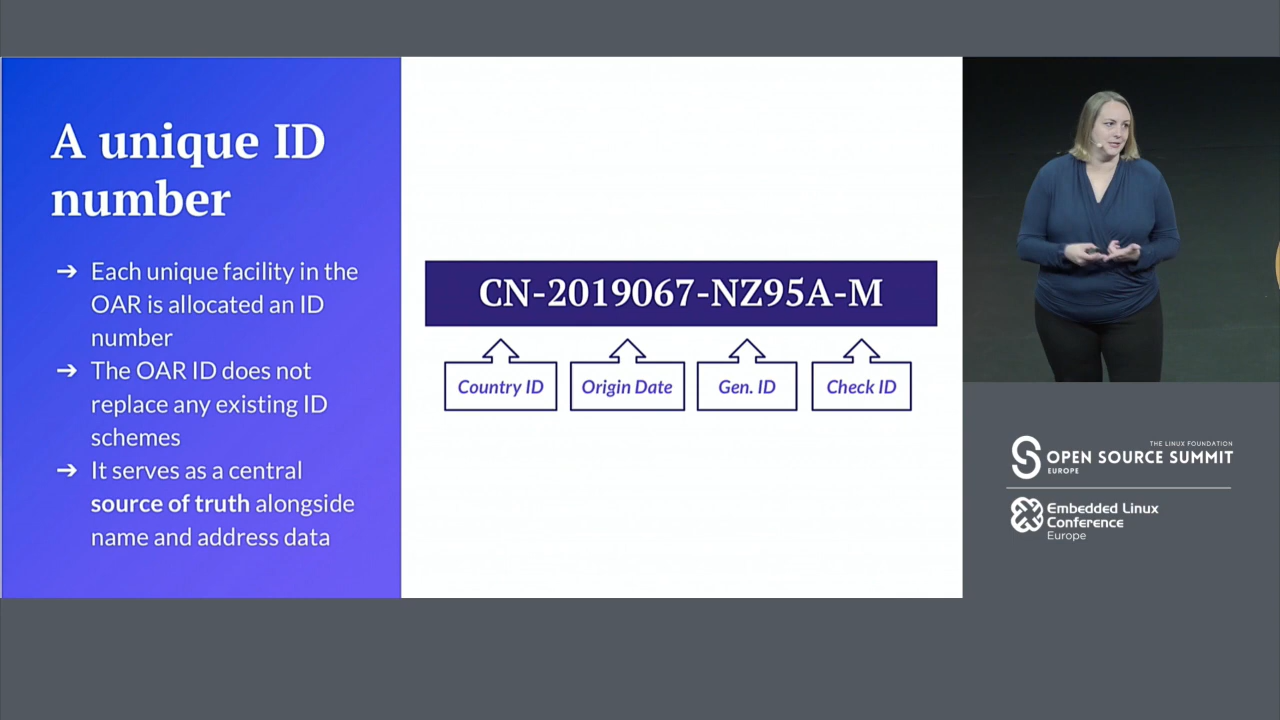 A unique ID
number
➔ Each unique facility in the
OAR is allocated an ID
number
➔ The OAR ID does not
replace any existing ID
schemes
➔ It serves as a central
source of truth alongside
name and address data
CN-2019067-NZ95A-M
Country ID
Origin Date
Gen. ID
Check ID
THE LINUX FOUNDATION
OPEN SOURCE SUMMIT
EUROPE
Embedded Linux
Conference
Europe